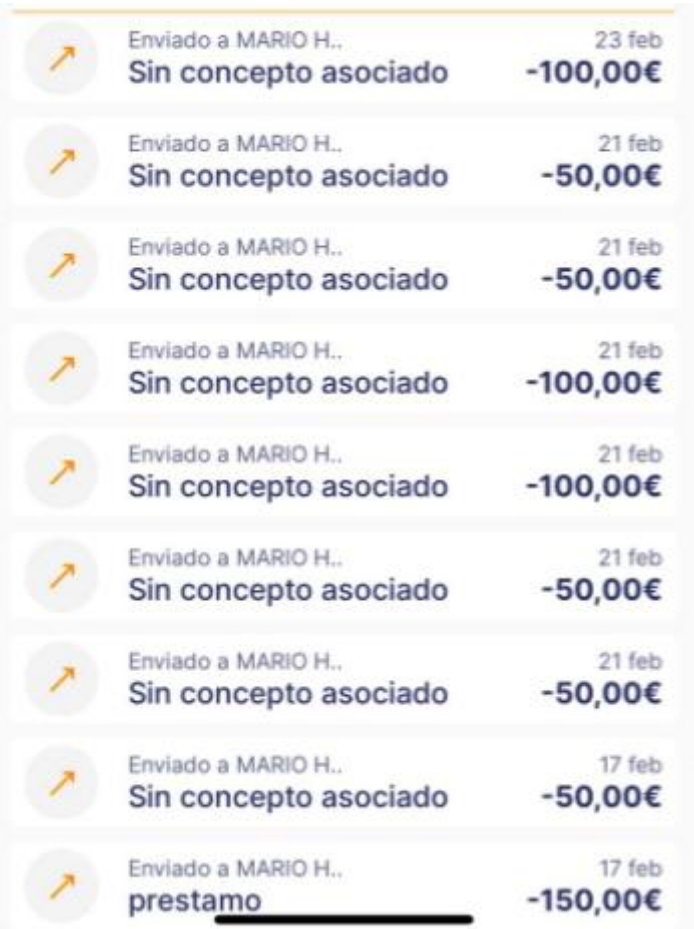 Enviado a MARIO H.. 23 feb
Sin concepto asociado -100,00€
Enviado a MARIO H.. 21 feb
Sin concepto asociado -50,00€
Enviado a MARIO H.. 21 feb
Sin concepto asociado -50,00€
Enviado a MARIO H.. 21 feb
Sin concepto asociado -100,00€
Enviado a MARIO H.. 21 feb
Sin concepto asociado -100,00€
Enviado a MARIO H.. 21 feb
Sin concepto asociado -50,00€
Enviado a MARIO H.. 21 feb
Sin concepto asociado -50,00€
Enviado a MARIO H.. 17 feb
Sin concepto asociado -50,00€
Enviado a MARIO H.. 17 feb
prestamo -150,00€